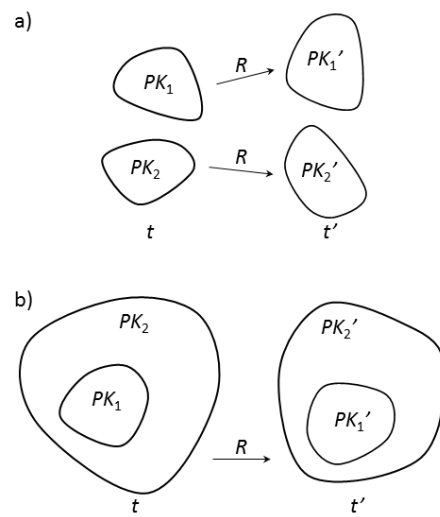 a)
PK₁ R PK₁’
PK₂ R PK₂’
t t’
b)
PK₂ PK₂’
PK₁ PK₁’
R
t t’